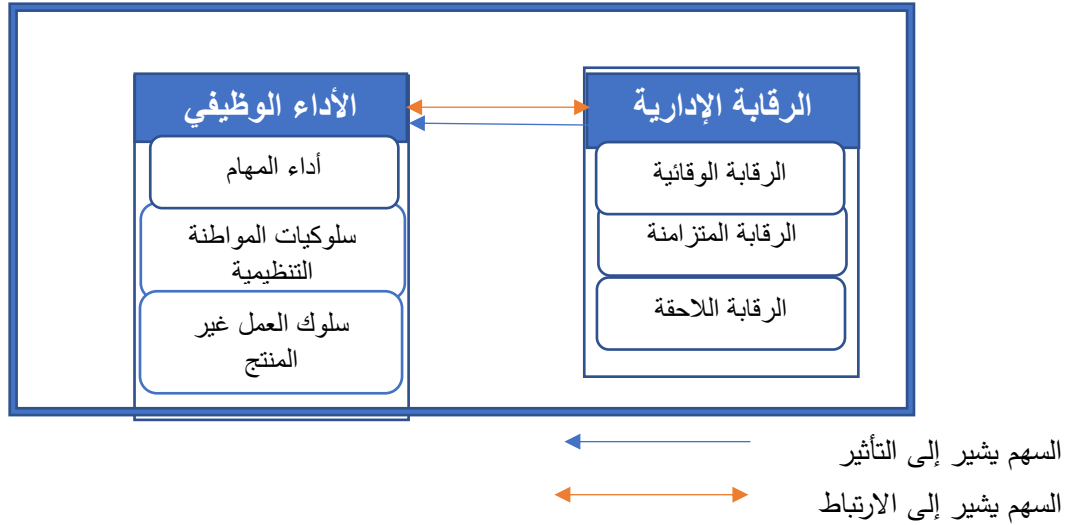 الرقابة الإدارية
الرقابة الوقائية
الرقابة المتزامنة
الرقابة اللاحقة
الأداء الوظيفي
أداء المهام
سلوكيات المواطنة
التنظيمية
سلوك العمل غير
المنتج
السهم يشير إلى التأثير
السهم يشير إلى الارتباط